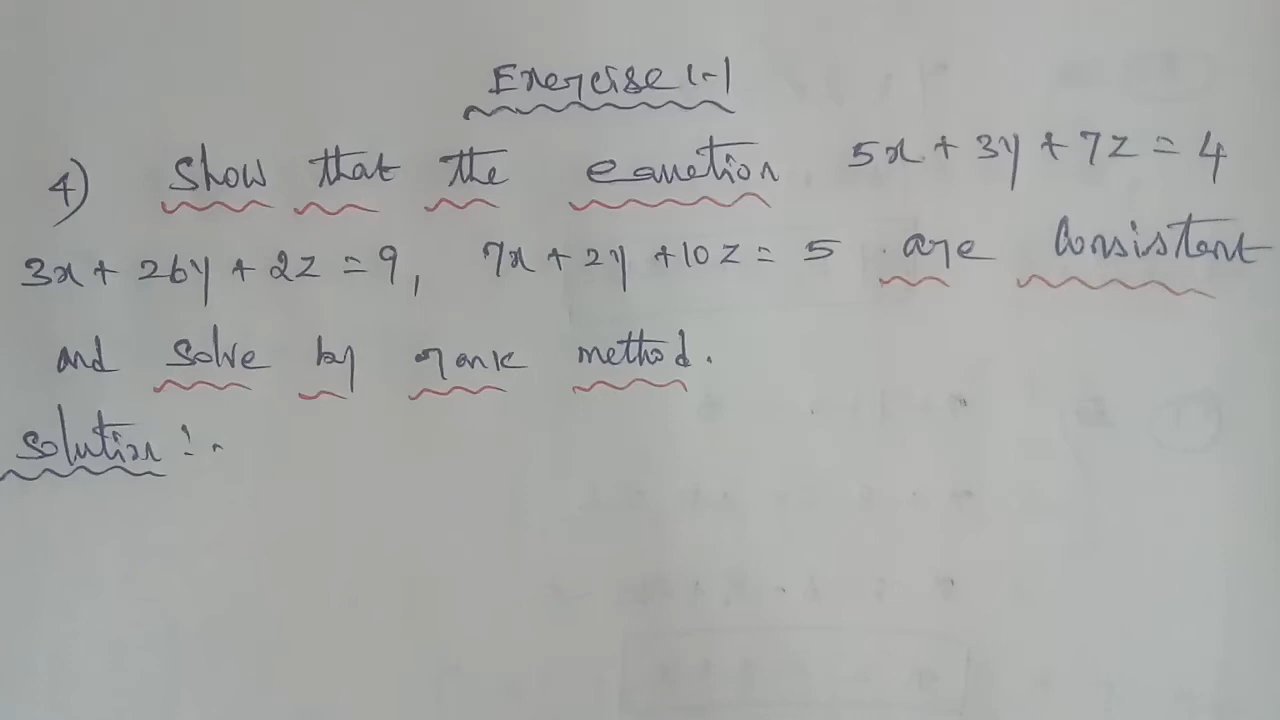 Exercise 1.1
4) Show that the equation 5x + 3y + 7z = 4
3x + 26y + 2z = 9, 7x + 2y + 10z = 5 are consistent
and solve by rank method.
Solution :-